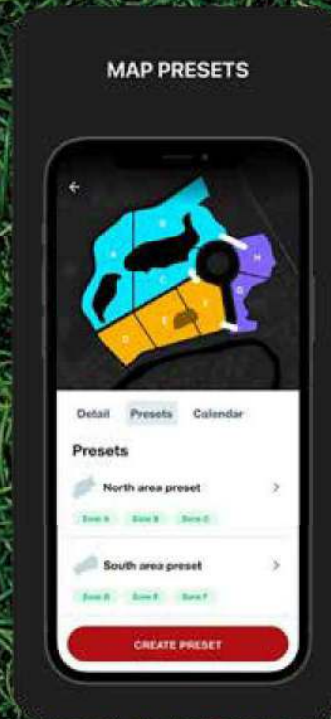 MAP PRESETS
A
B
C
D
E
F
G
H
Detail Presets Calendar
Presets
North area preset
Zone A Zone B Zone C
South area preset
Zone D Zone E Zone F
CREATE PRESET